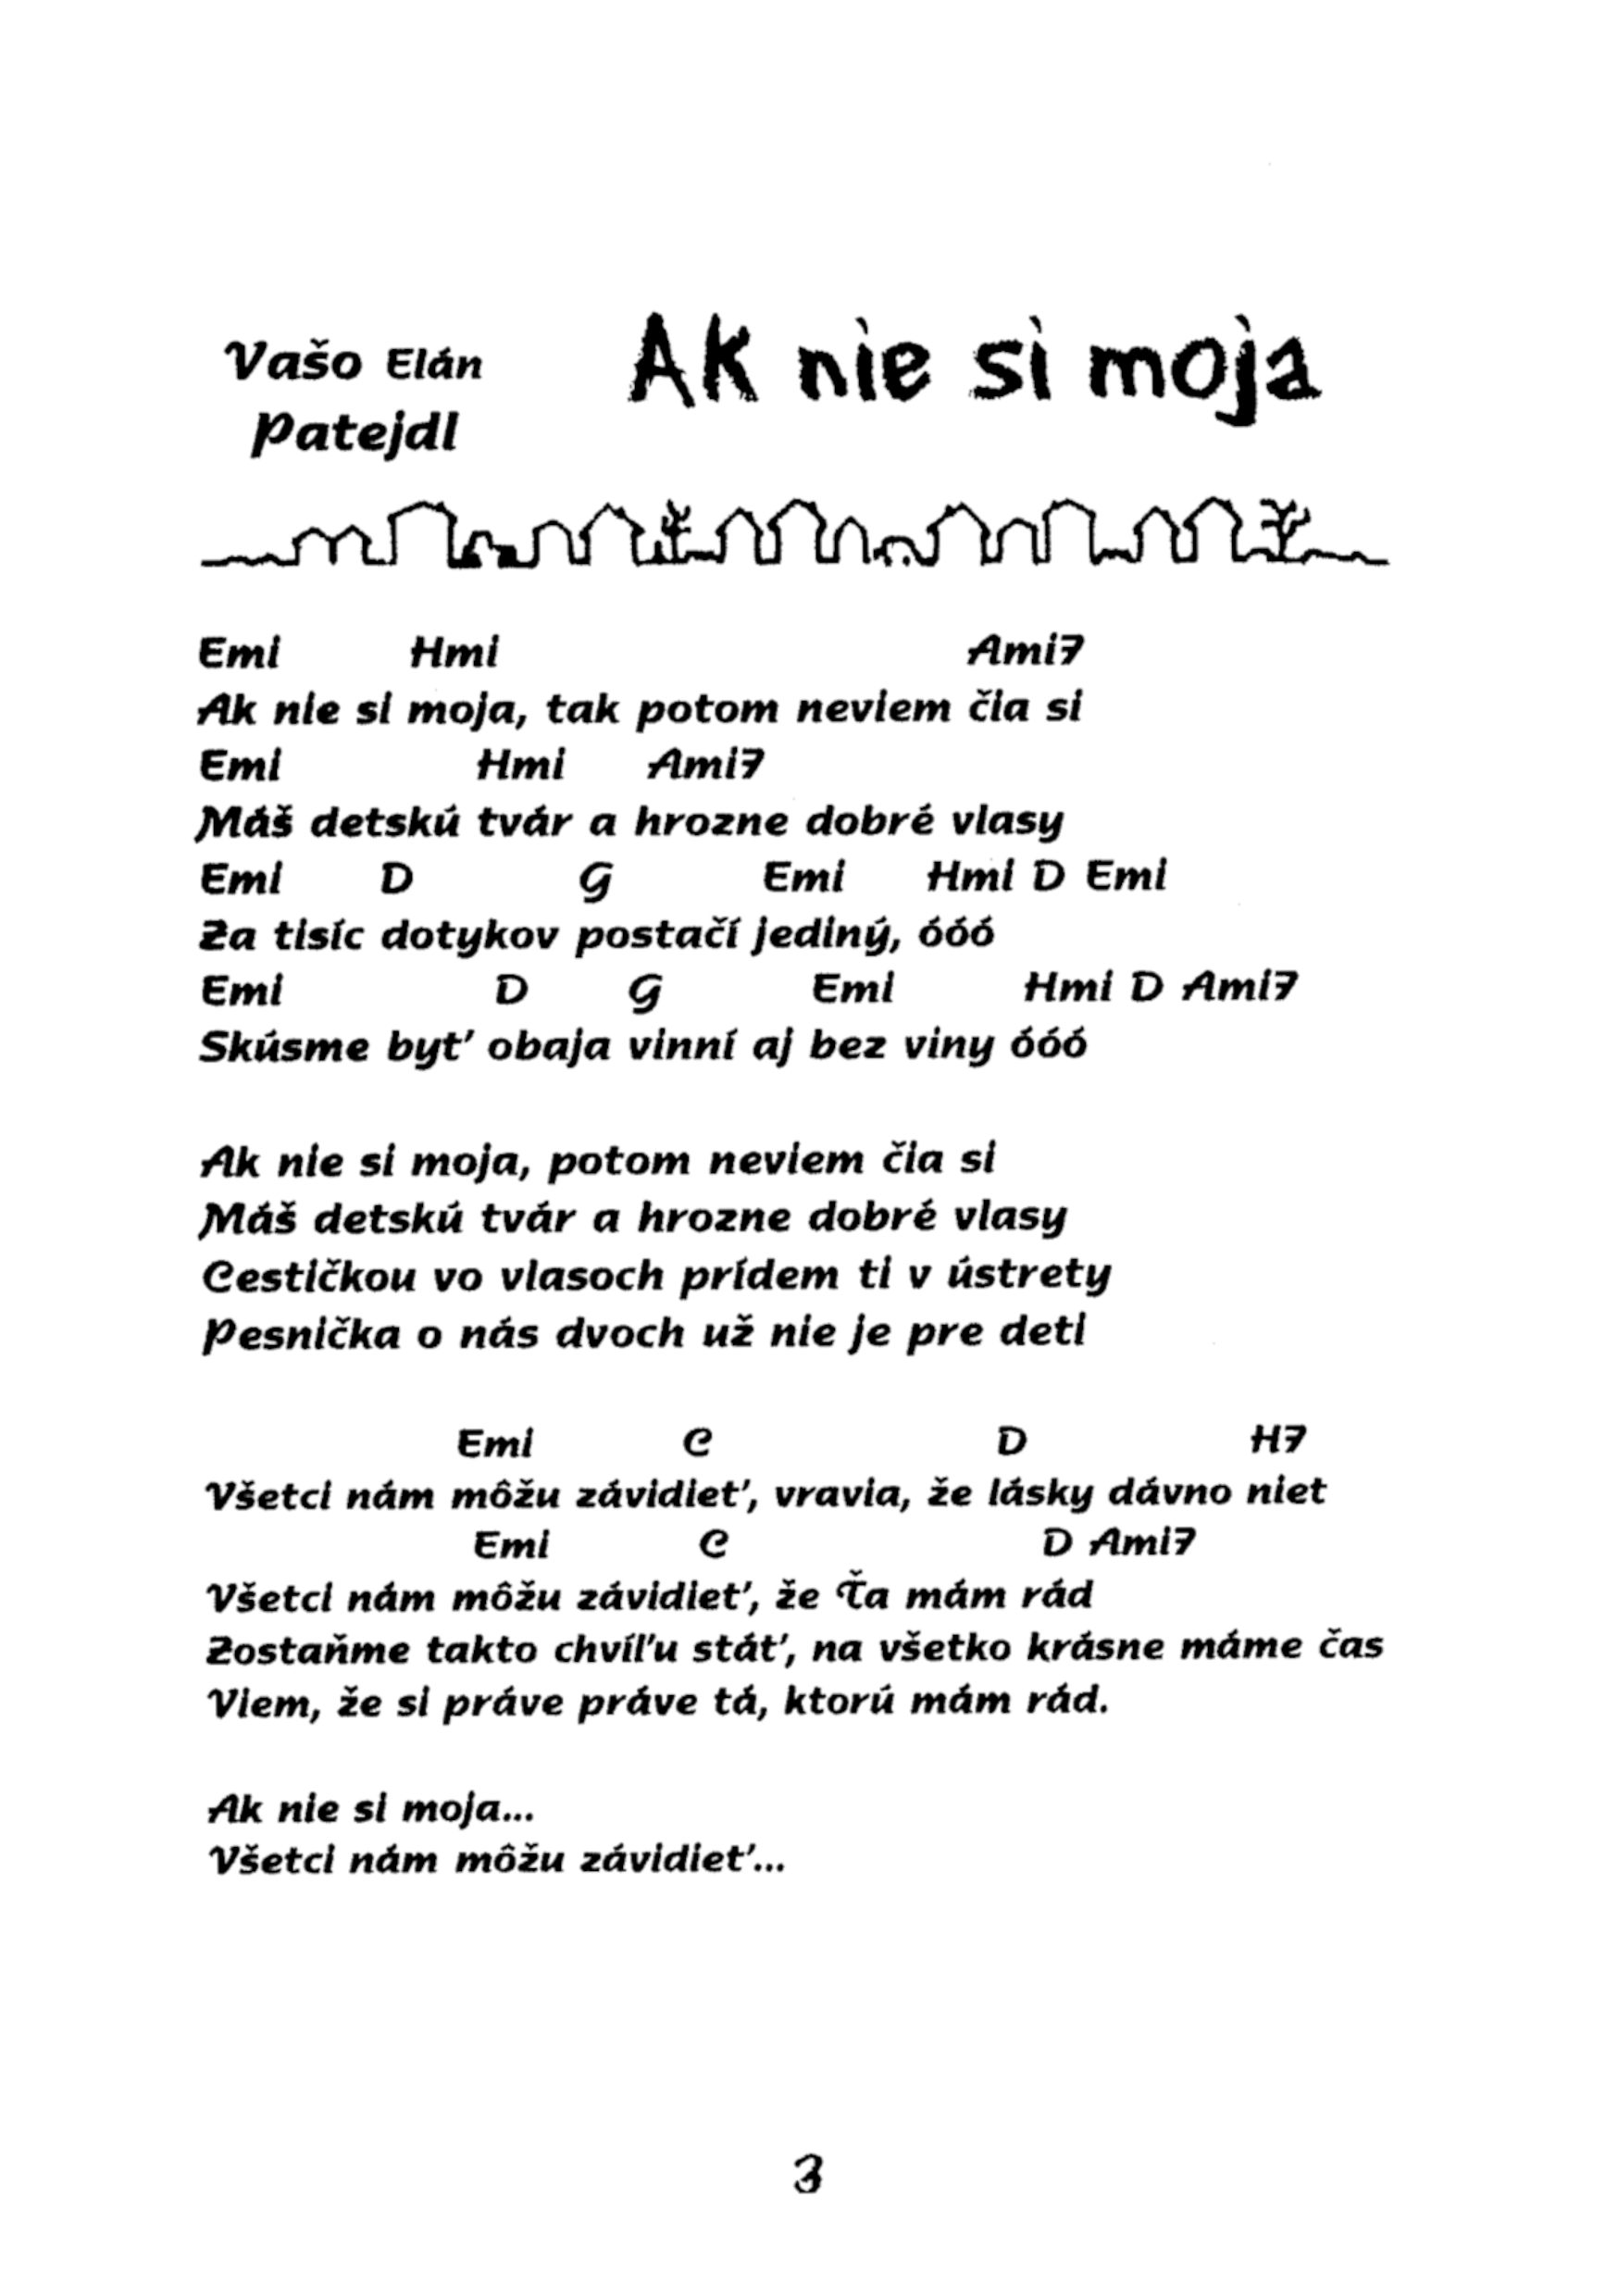 Vašo Elán
Patejdl
Ak nie si moja
Emi Hmi Ami7
Ak nie si moja, tak potom neviem čia si
Emi Hmi Ami7
Máš detskú tvár a hrozne dobré vlasy
Emi D G Emi Hmi D Emi
Za tisíc dotykov postačí jediný, óóó
Emi D G Emi Hmi D Ami7
Skúsme byť obaja vinní aj bez viny óóó
Ak nie si moja, potom neviem čia si
Máš detskú tvár a hrozne dobré vlasy
Cestičkou vo vlasoch prídem ti v ústrety
Pesnička o nás dvoch už nie je pre deti
Emi C D H7
Všetci nám môžu závidieť, vravia, že lásky dávno niet
Emi C D Ami7
Všetci nám môžu závidieť, že Ťa mám rád
Zostaňme takto chvíľu stáť, na všetko krásne máme čas
Viem, že si práve práve tá, ktorú mám rád.
Ak nie si moja...
Všetci nám môžu závidieť...
3